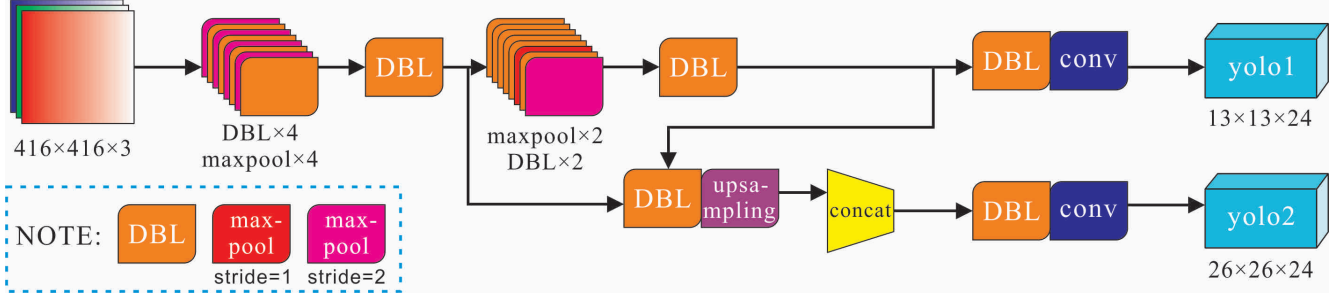 DBL
DBL
DBL
conv
yolo1
416×416×3
DBL×4
maxpool×4
maxpool×2
DBL×2
13×13×24
DBL
upsa-
mpling
concat
DBL
conv
yolo2
26×26×24
NOTE:
DBL
max-
pool
stride=1
max-
pool
stride=2